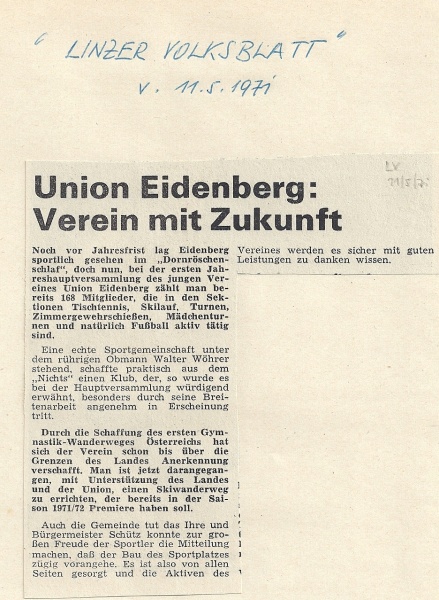 "LINZER VOLKSBLATT"
v. 11.5.1971
LV
11/5/71
Union Eidenberg:
Verein mit Zukunft
Noch vor Jahresfrist lag Eidenberg
sportlich gesehen im „Dornröschen-
schlaf", doch nun, bei der ersten Jah-
reshauptversammlung des jungen Ver-
eines Union Eidenberg zählt man be-
reits 168 Mitglieder, die in den Sek-
tionen Tischtennis, Skilauf, Turnen,
Zimmergewehrschießen, Mädchentur-
nen und natürlich Fußball aktiv tätig
sind.
Eine echte Sportgemeinschaft unter
dem rührigen Obmann Walter Wöhrer
stehend, schaffte praktisch aus dem
„Nichts" einen Klub, der, so wurde es
bei der Hauptversammlung würdigend
erwähnt, besonders durch seine Brei-
tenarbeit angenehm in Erscheinung
tritt.
Durch die Schaffung des ersten Gym-
nastik-Wanderweges Österreichs hat
sich der Verein schon bis über die
Grenzen des Landes Anerkennung
verschafft. Man ist jetzt darangegan-
gen, mit Unterstützung des Landes
und der Union, einen Skiwanderweg
zu errichten, der bereits in der Sai-
son 1971/72 Premiere haben soll.
Auch die Gemeinde tut das Ihre und
Bürgermeister Schütz konnte zur gro-
ßen Freude der Sportler die Mitteilung
machen, daß der Bau des Sportplatzes
zügig vorangehe. Es ist also von allen
Seiten gesorgt und die Aktiven des
Vereines werden es sicher mit guten
Leistungen zu danken wissen.